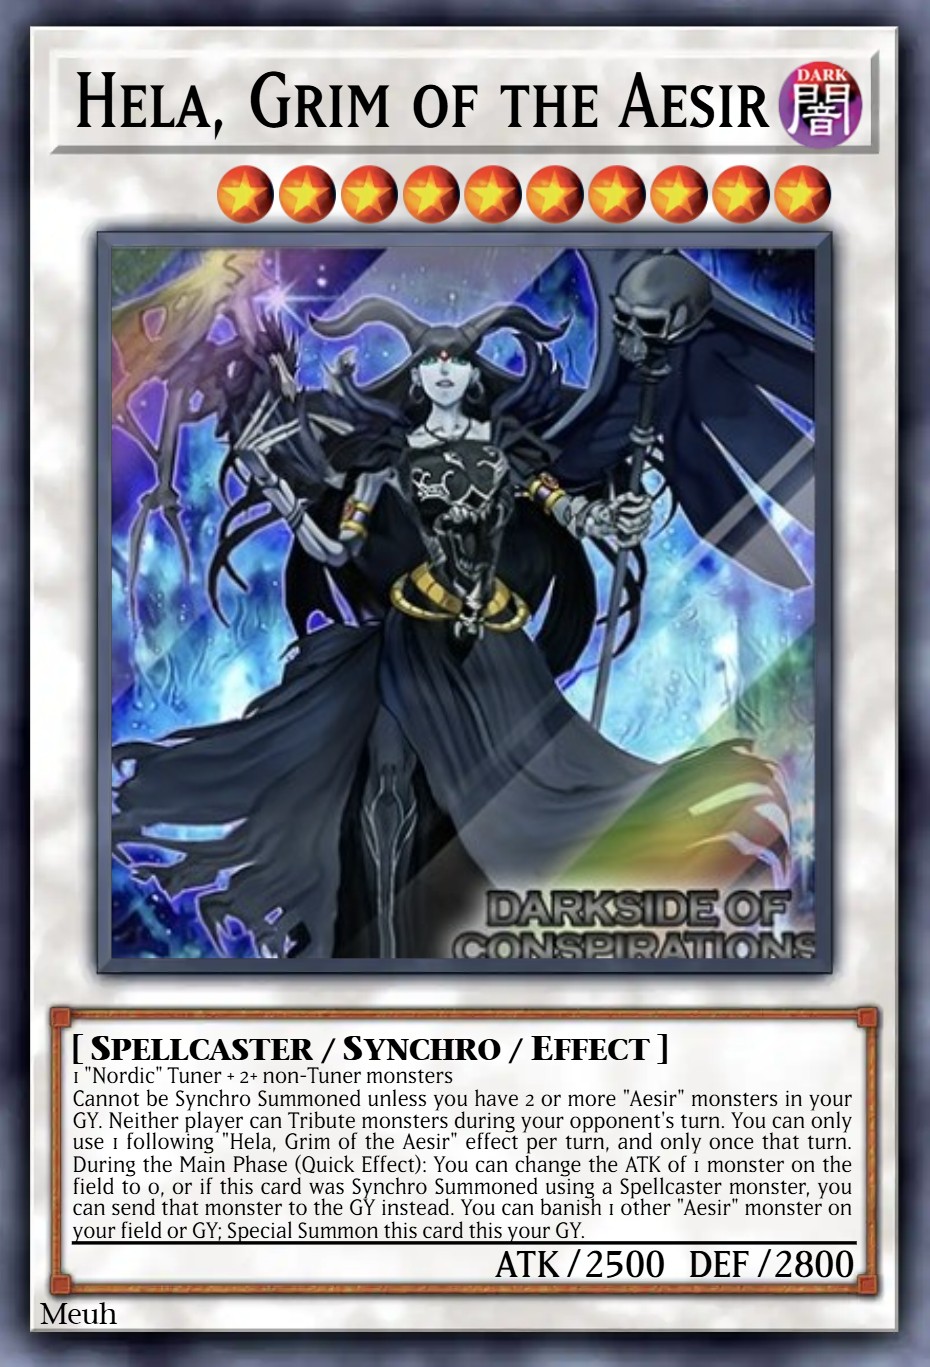 Hela, Grim of the Aesir
DARK
闇
[ Spellcaster / Synchro / Effect ]
1 "Nordic" Tuner + 2+ non-Tuner monsters
Cannot be Synchro Summoned unless you have 2 or more "Aesir" monsters in your
GY. Neither player can Tribute monsters during your opponent's turn. You can only
use 1 following "Hela, Grim of the Aesir" effect per turn, and only once that turn.
During the Main Phase (Quick Effect): You can change the ATK of 1 monster on the
field to 0, or if this card was Synchro Summoned using a Spellcaster monster, you
can send that monster to the GY instead. You can banish 1 other "Aesir" monster on
your field or GY; Special Summon this card this your GY.
ATK/2500 DEF/2800
Meuh
DARKSIDE OF
CONSPIRATIONS